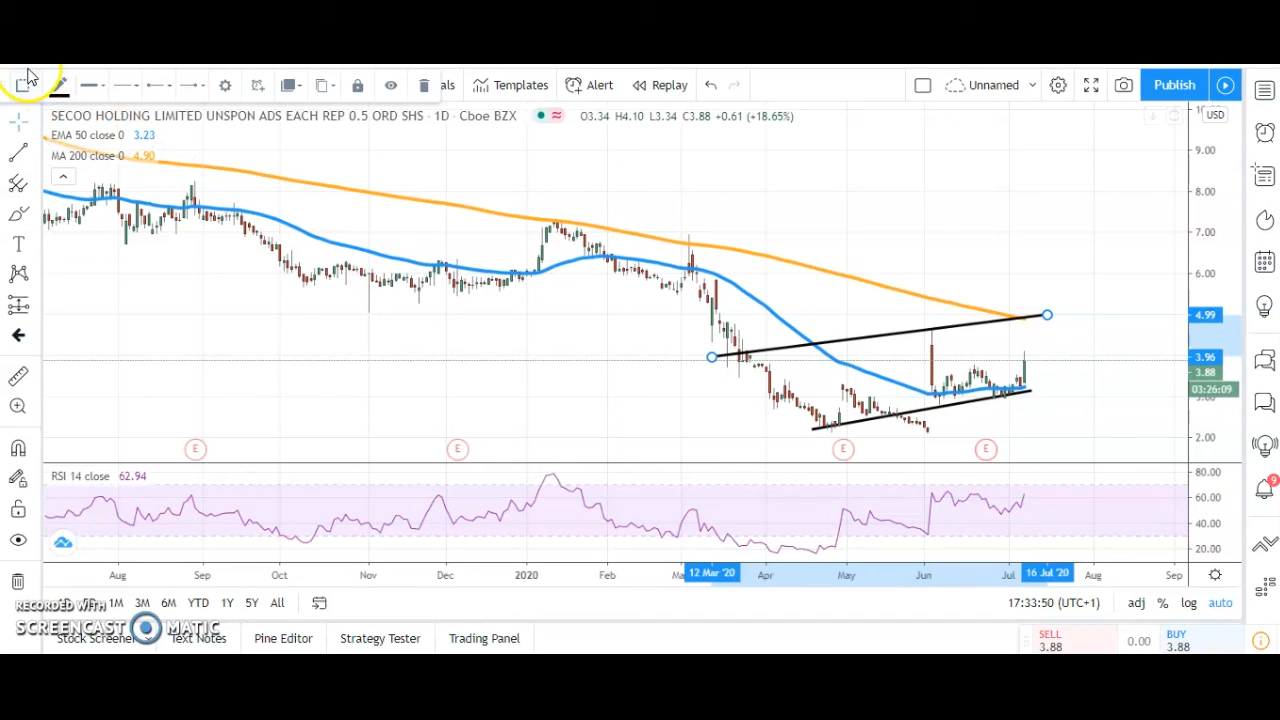 als Templates Alert Replay Unnamed Publish
SECOO HOLDING LIMITED UNSPON ADS EACH REP 0.5 ORD SHS · 1D · Cboe BZX O3.34 H4.10 L3.34 C3.88 +0.61 (+18.65%) USD
EMA 50 close 0 3.23
MA 200 close 0 4.90
9.00
8.00
7.00
6.00
4.99
3.96
3.88
03:26:09
2.00
E E E E
RSI 14 close 62.94
80.00
60.00
40.00
20.00
9
Aug Sep Oct Nov Dec 2020 Feb 12 Mar '20 Apr May Jun Jul 16 Jul '20 Aug Sep
1M 3M 6M YTD 1Y 5Y All 17:33:50 (UTC+1) adj % log auto
RECORDED WITH
SCREENCAST MATIC
Stock Screener Text Notes Pine Editor Strategy Tester Trading Panel
SELL 0.00 BUY
3.88 3.88